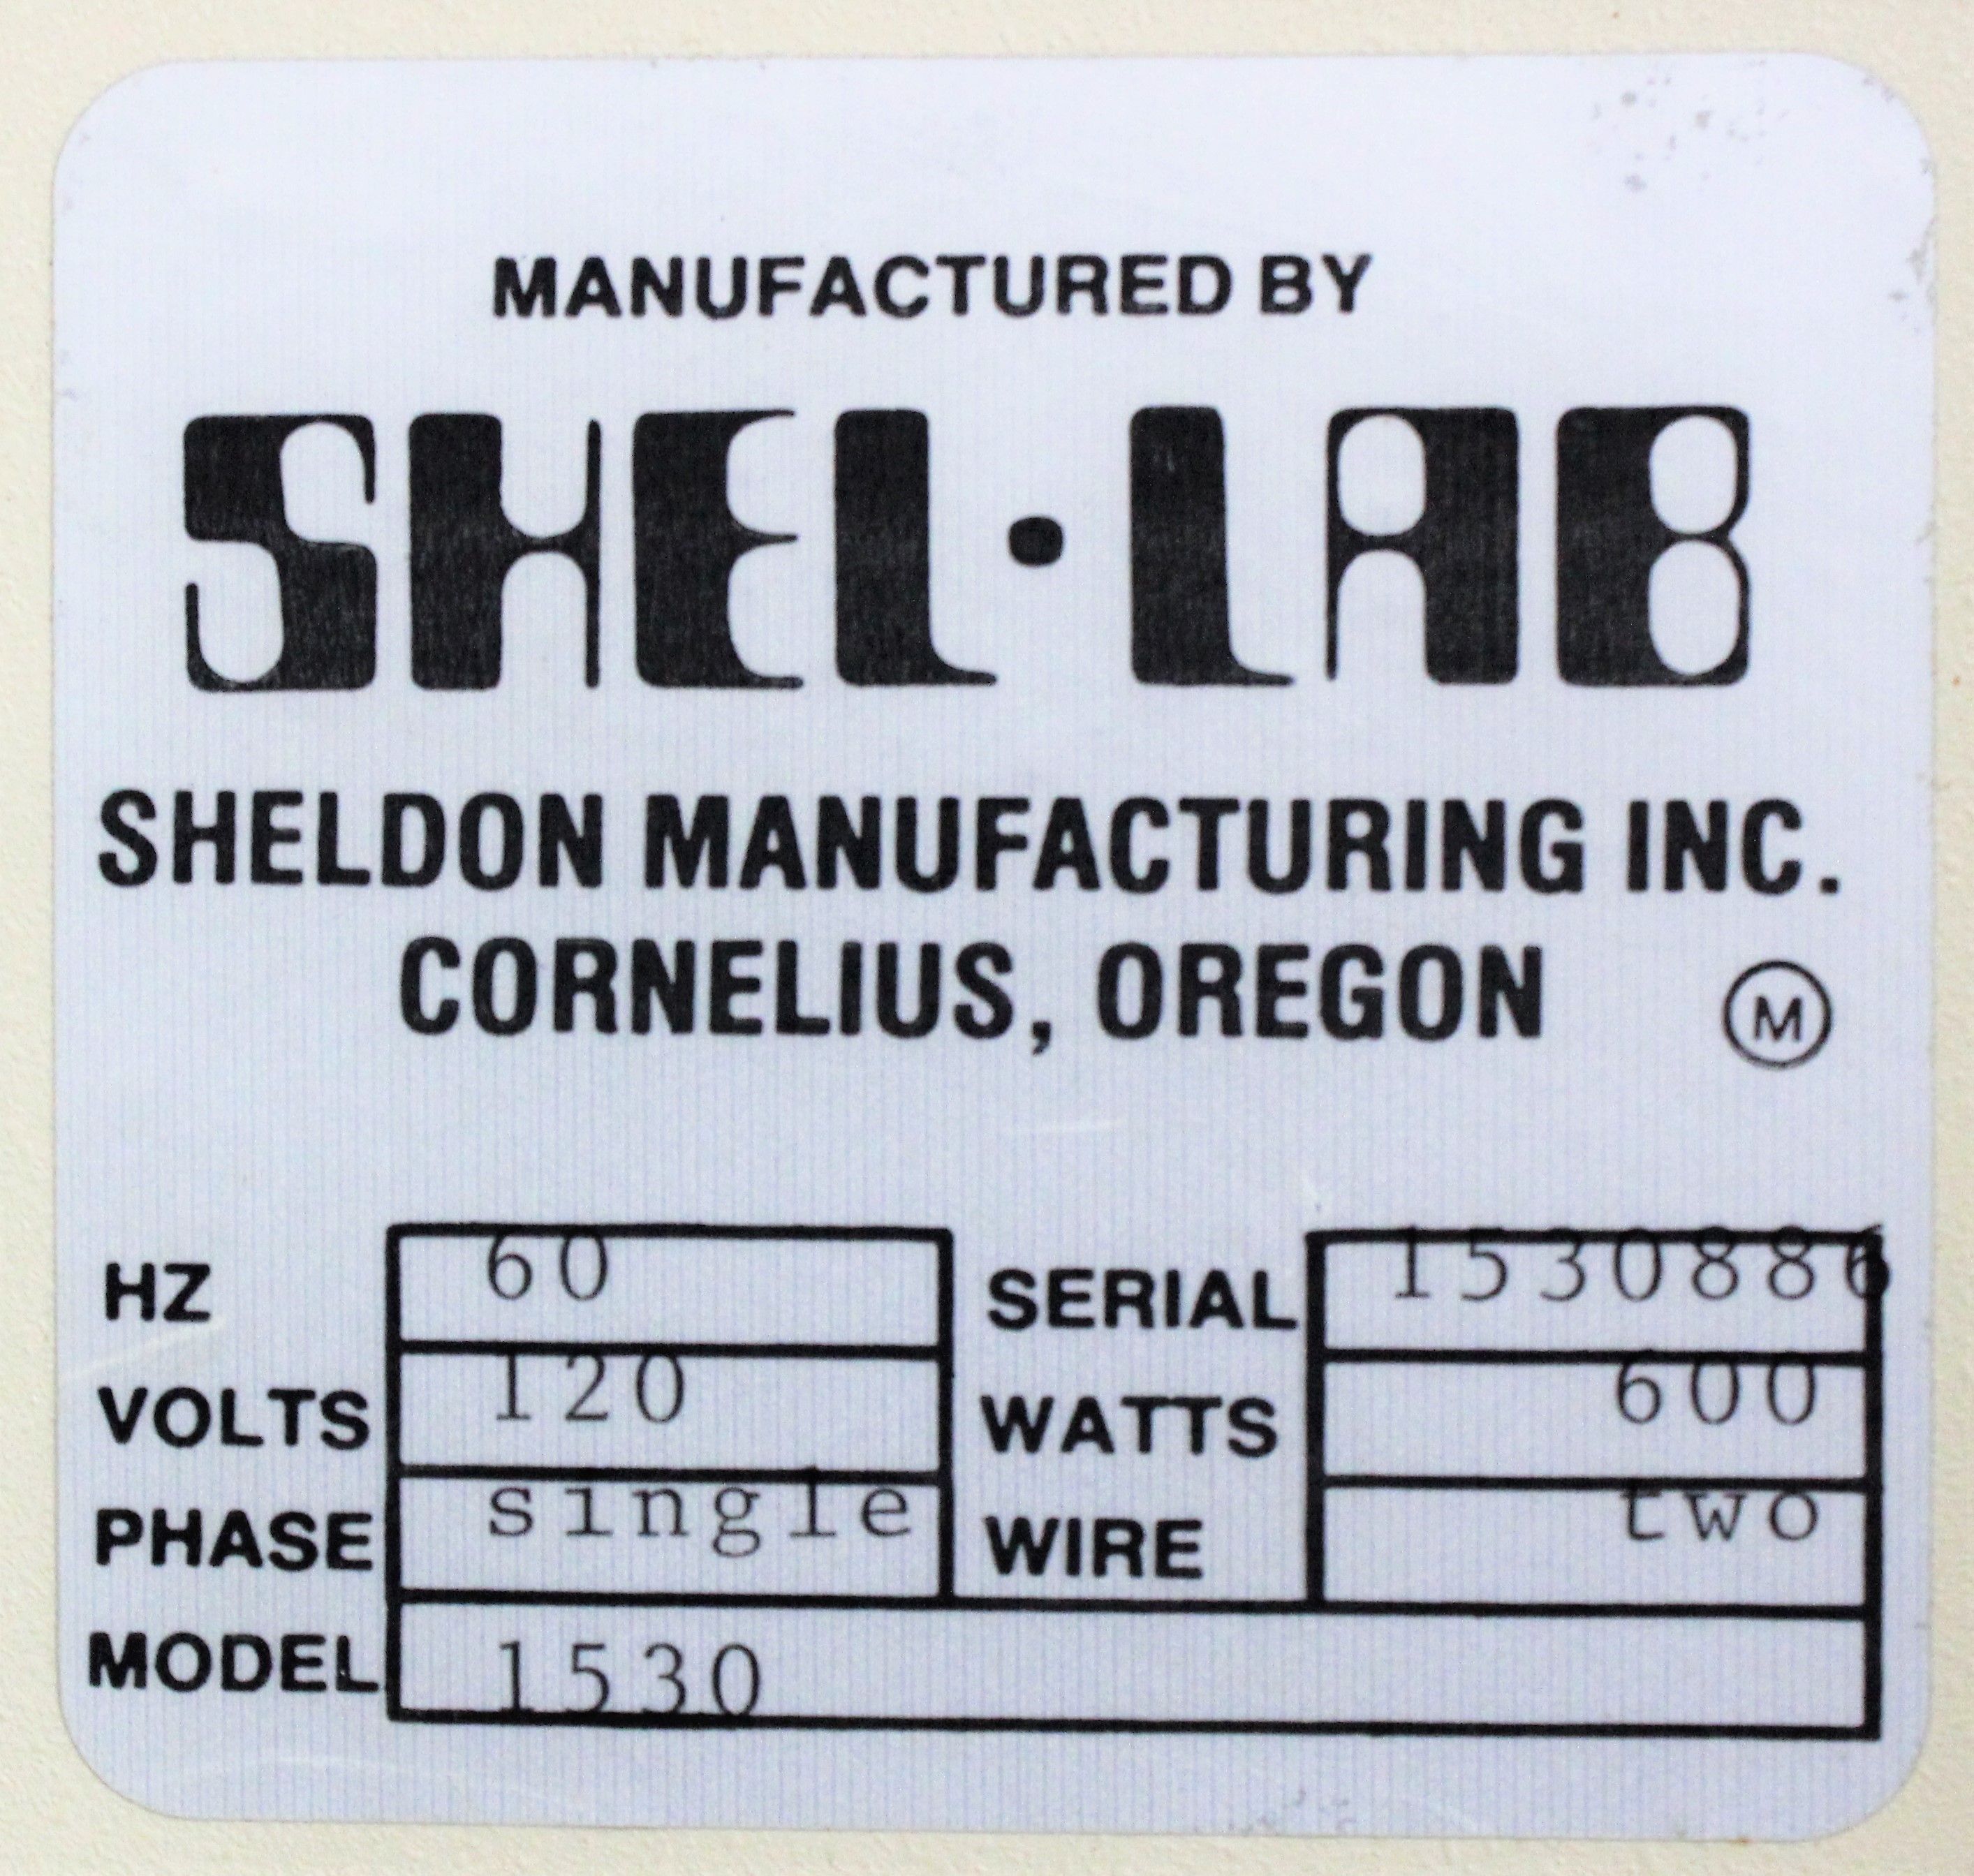 MANUFACTURED BY
SHEL·LAB
SHELDON MANUFACTURING INC.
CORNELIUS, OREGON
M
HZ 60 SERIAL 1530886
VOLTS 120 WATTS 600
PHASE single WIRE two
MODEL 1530